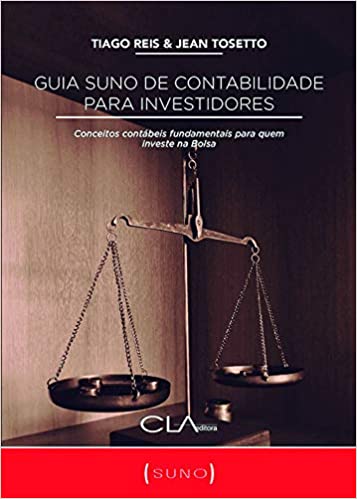 TIAGO REIS & JEAN TOSETTO
GUIA SUNO DE CONTABILIDADE
PARA INVESTIDORES
Conceitos contábeis fundamentais para quem
investe na Bolsa
CLA editora
(SUNO)